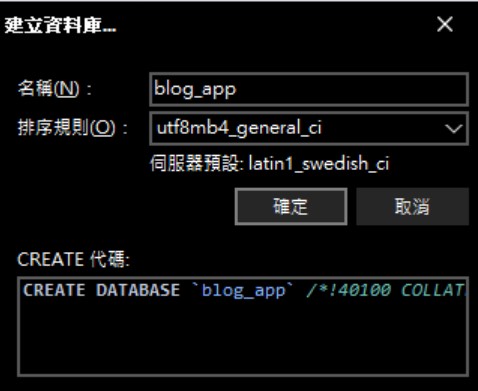 建立資料庫...
名稱(N)： blog_app
排序規則(O)： utf8mb4_general_ci
伺服器預設: latin1_swedish_ci
確定 取消
CREATE 代碼:
CREATE DATABASE `blog_app` /*!40100 COLLAT